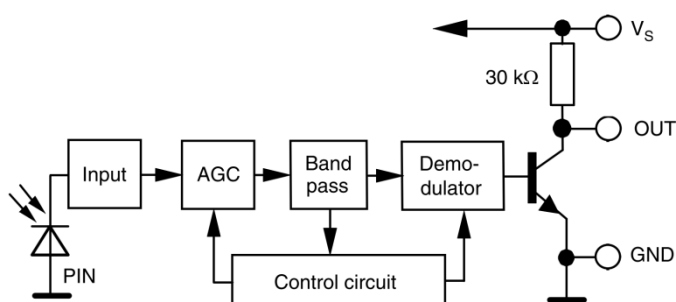 V_S
30 kΩ
OUT
Input
AGC
Band
pass
Demo-
dulator
GND
PIN
Control circuit